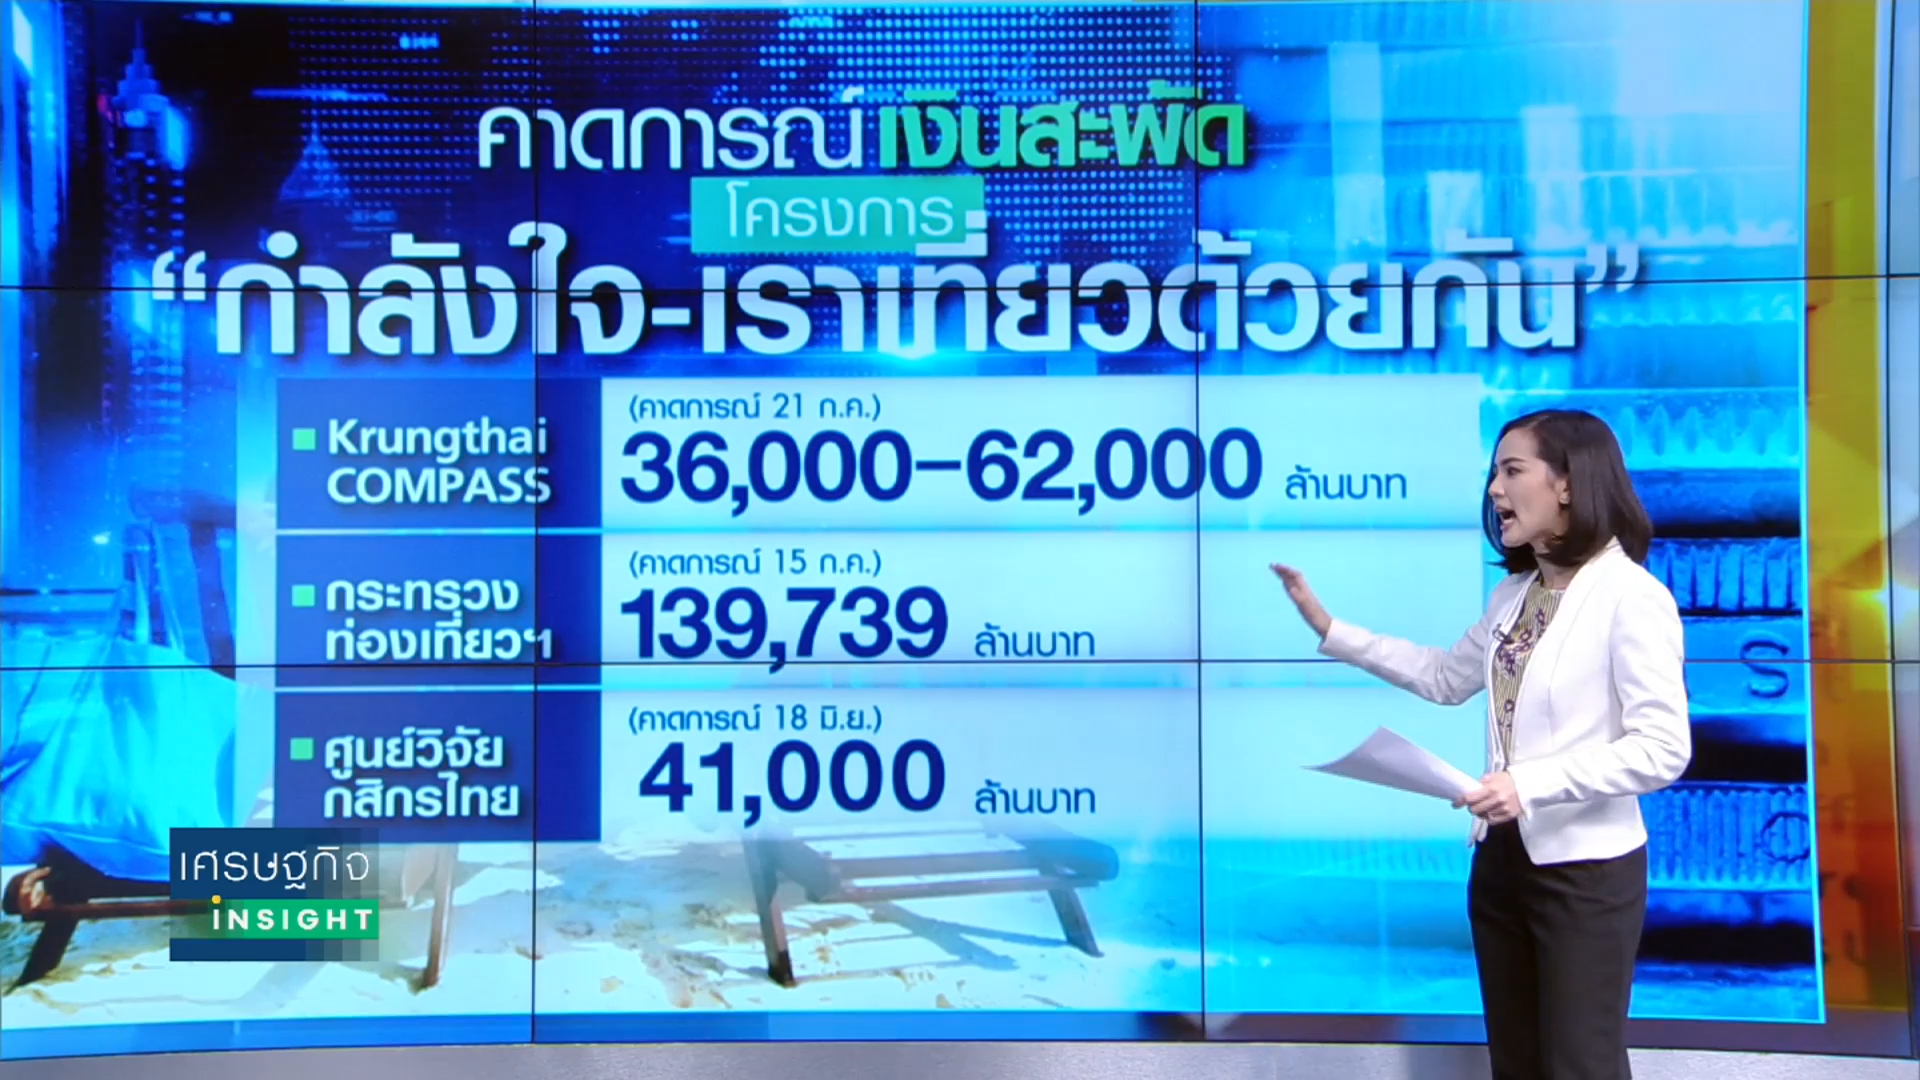 คาดการณ์เงินสะพัด
โครงการ
“กำลังใจ-เราเที่ยวด้วยกัน”
Krungthai
COMPASS
(คาดการณ์ 21 ก.ค.)
36,000–62,000 ล้านบาท
กระทรวง
ท่องเที่ยวฯ
(คาดการณ์ 15 ก.ค.)
139,739 ล้านบาท
ศูนย์วิจัย
กสิกรไทย
(คาดการณ์ 18 มิ.ย.)
41,000 ล้านบาท
เศรษฐกิจ
iNSIGHT